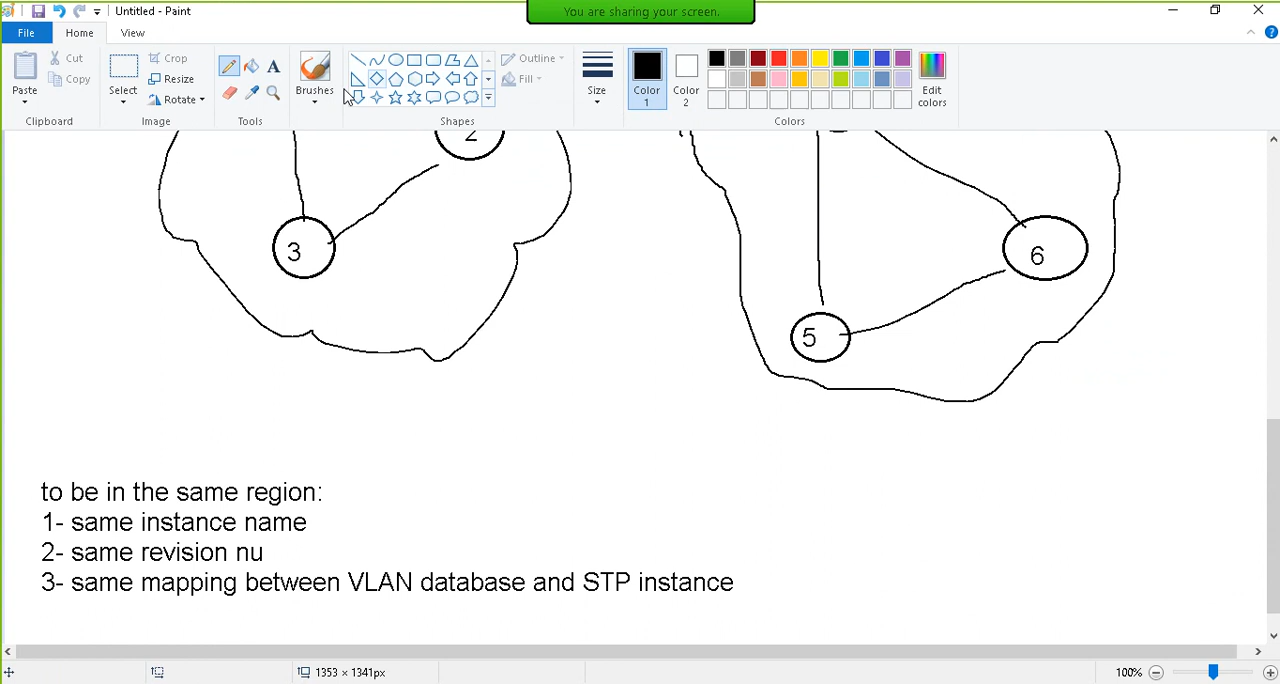 You are sharing your screen.
Untitled - Paint
File
Home
View
Paste
Cut
Copy
Clipboard
Select
Crop
Resize
Rotate
Image
A
Tools
Brushes
Outline
Fill
Shapes
Size
Color 1
Color 2
Edit colors
Colors
2
3
6
5
to be in the same region:
1- same instance name
2- same revision nu
3- same mapping between VLAN database and STP instance
1353 × 1341px
100%